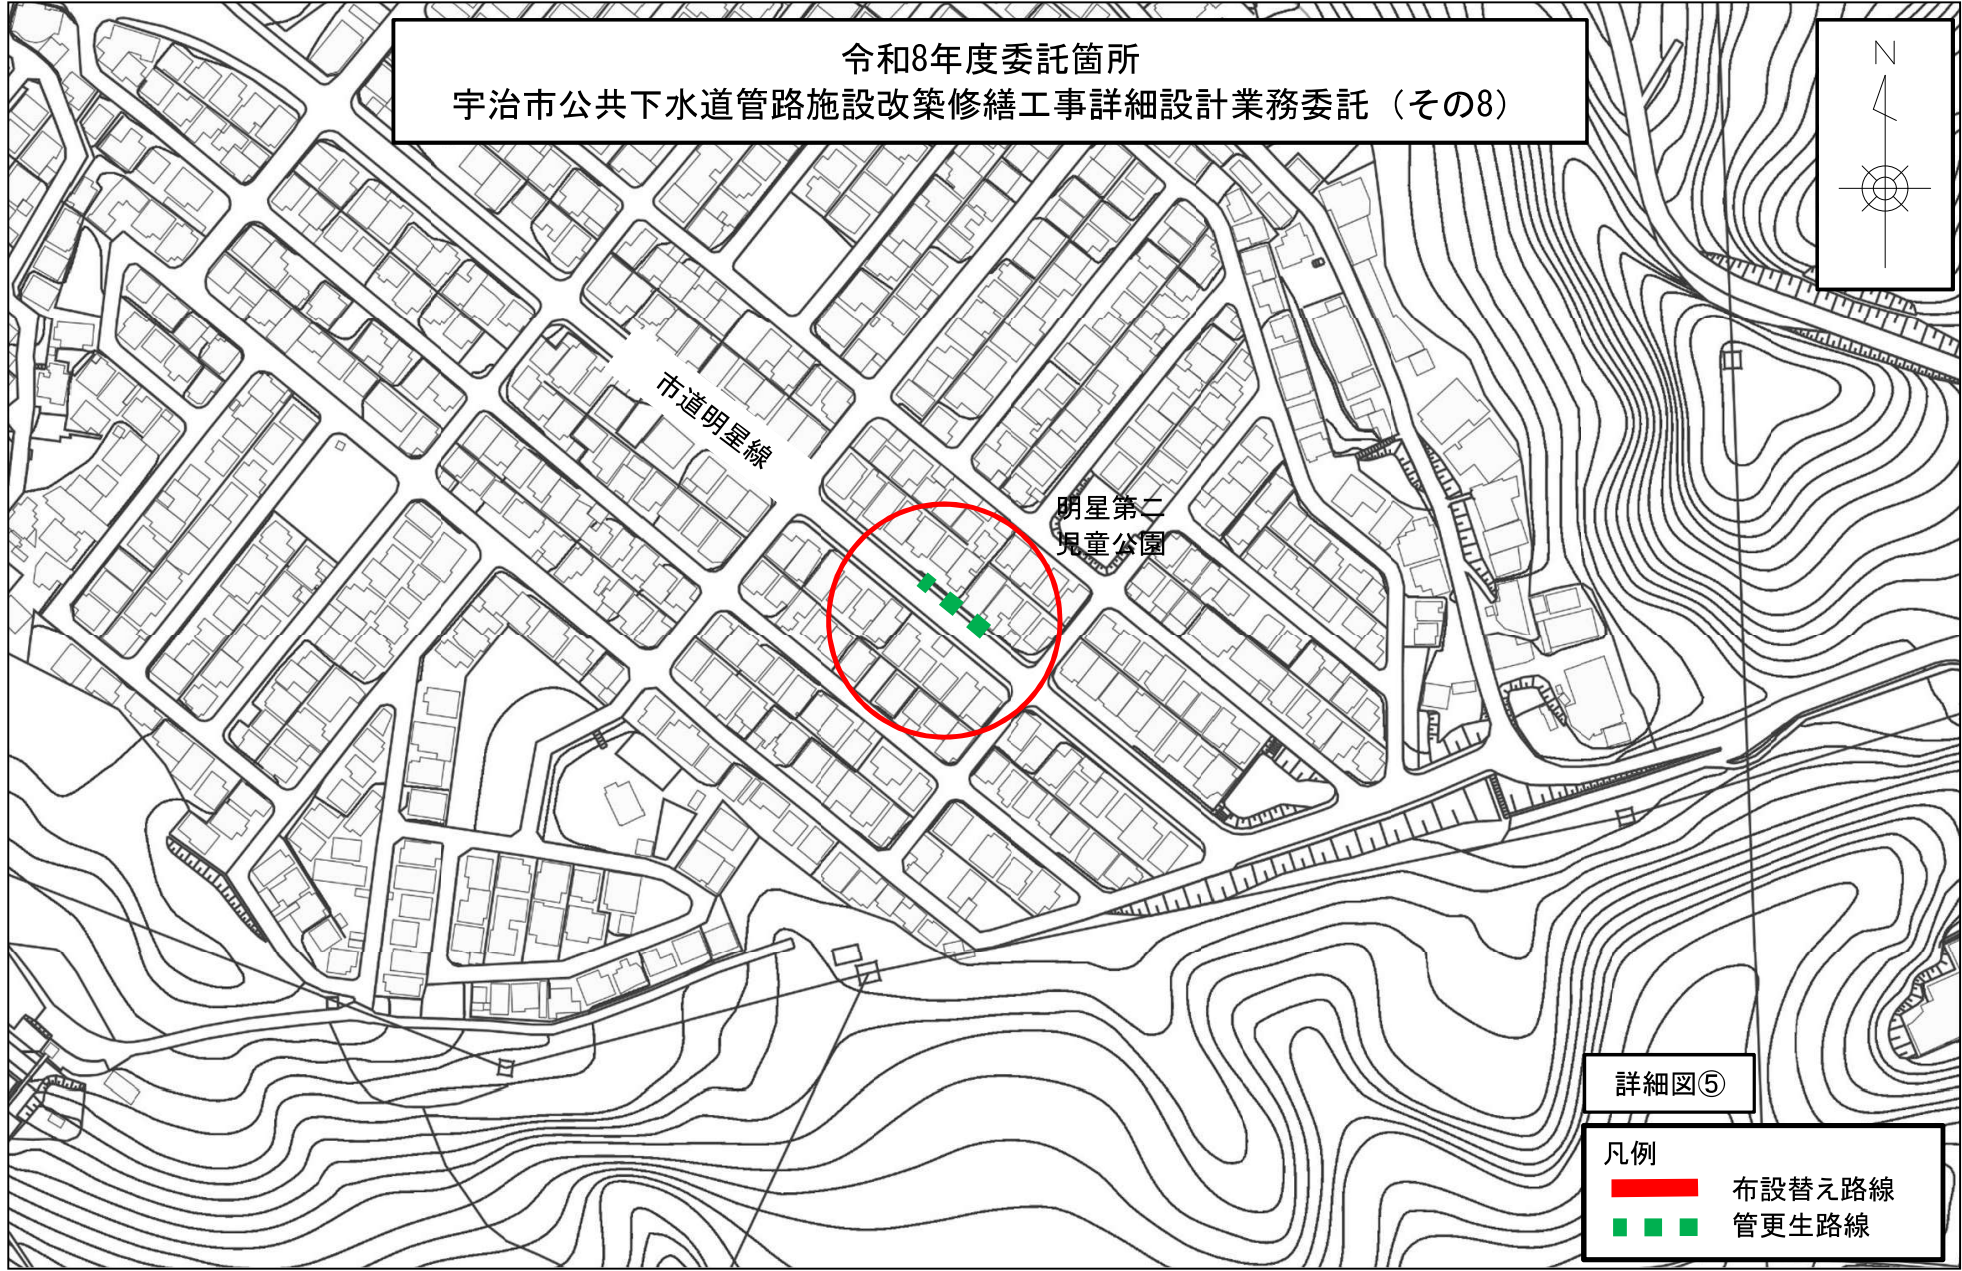 令和8年度委託箇所
宇治市公共下水道管路施設改築修繕工事詳細設計業務委託（その8）
N
市道明星線
明星第二
児童公園
詳細図⑤
凡例
布設替え路線
管更生路線